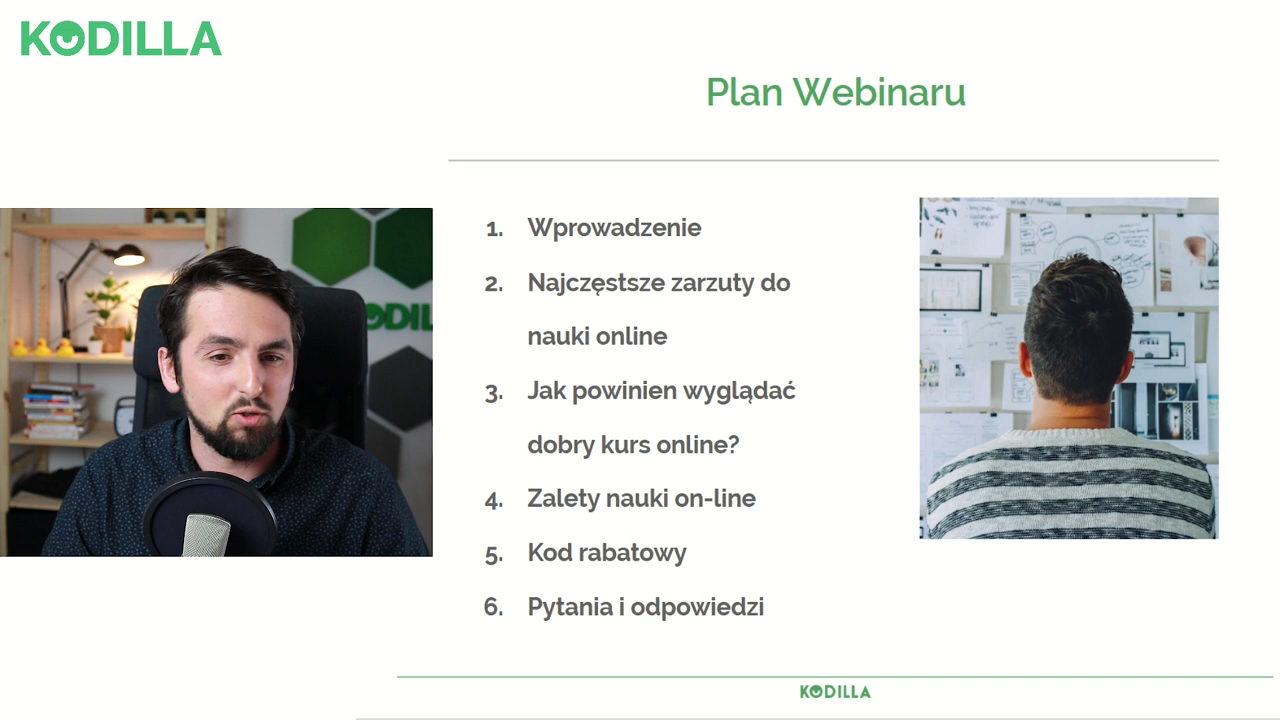 KODILLA
Plan Webinaru
1. Wprowadzenie
2. Najczęstsze zarzuty do
nauki online
3. Jak powinien wyglądać
dobry kurs online?
4. Zalety nauki on-line
5. Kod rabatowy
6. Pytania i odpowiedzi
KODILLA